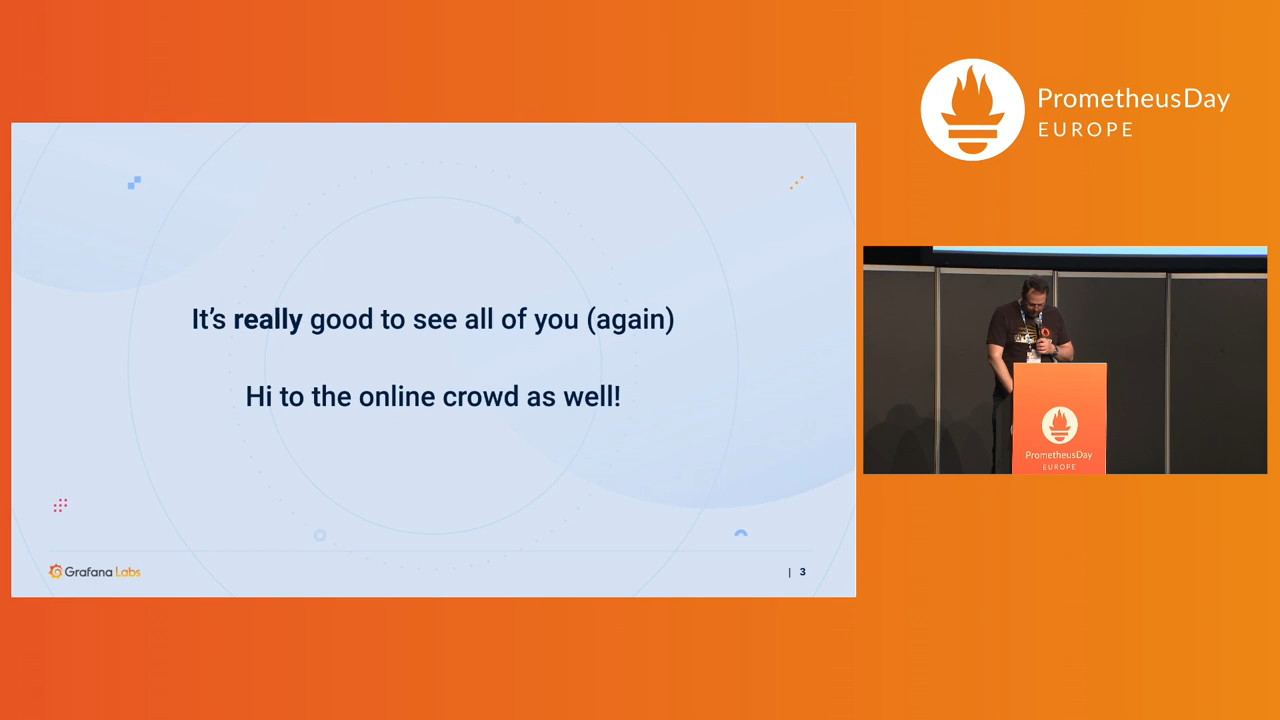 PrometheusDay
EUROPE
It's really good to see all of you (again)
Hi to the online crowd as well!
Grafana Labs
| 3
PrometheusDay
EUROPE